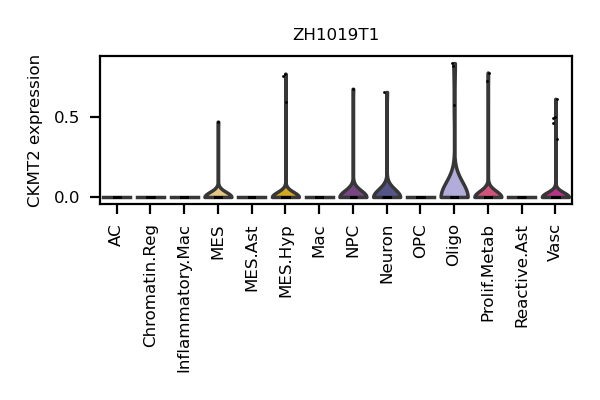 ZH1019T1
CKMT2 expression
0.5
0.0
AC
Chromatin.Reg
Inflammatory.Mac
MES
MES.Ast
MES.Hyp
Mac
NPC
Neuron
OPC
Oligo
Prolif.Metab
Reactive.Ast
Vasc